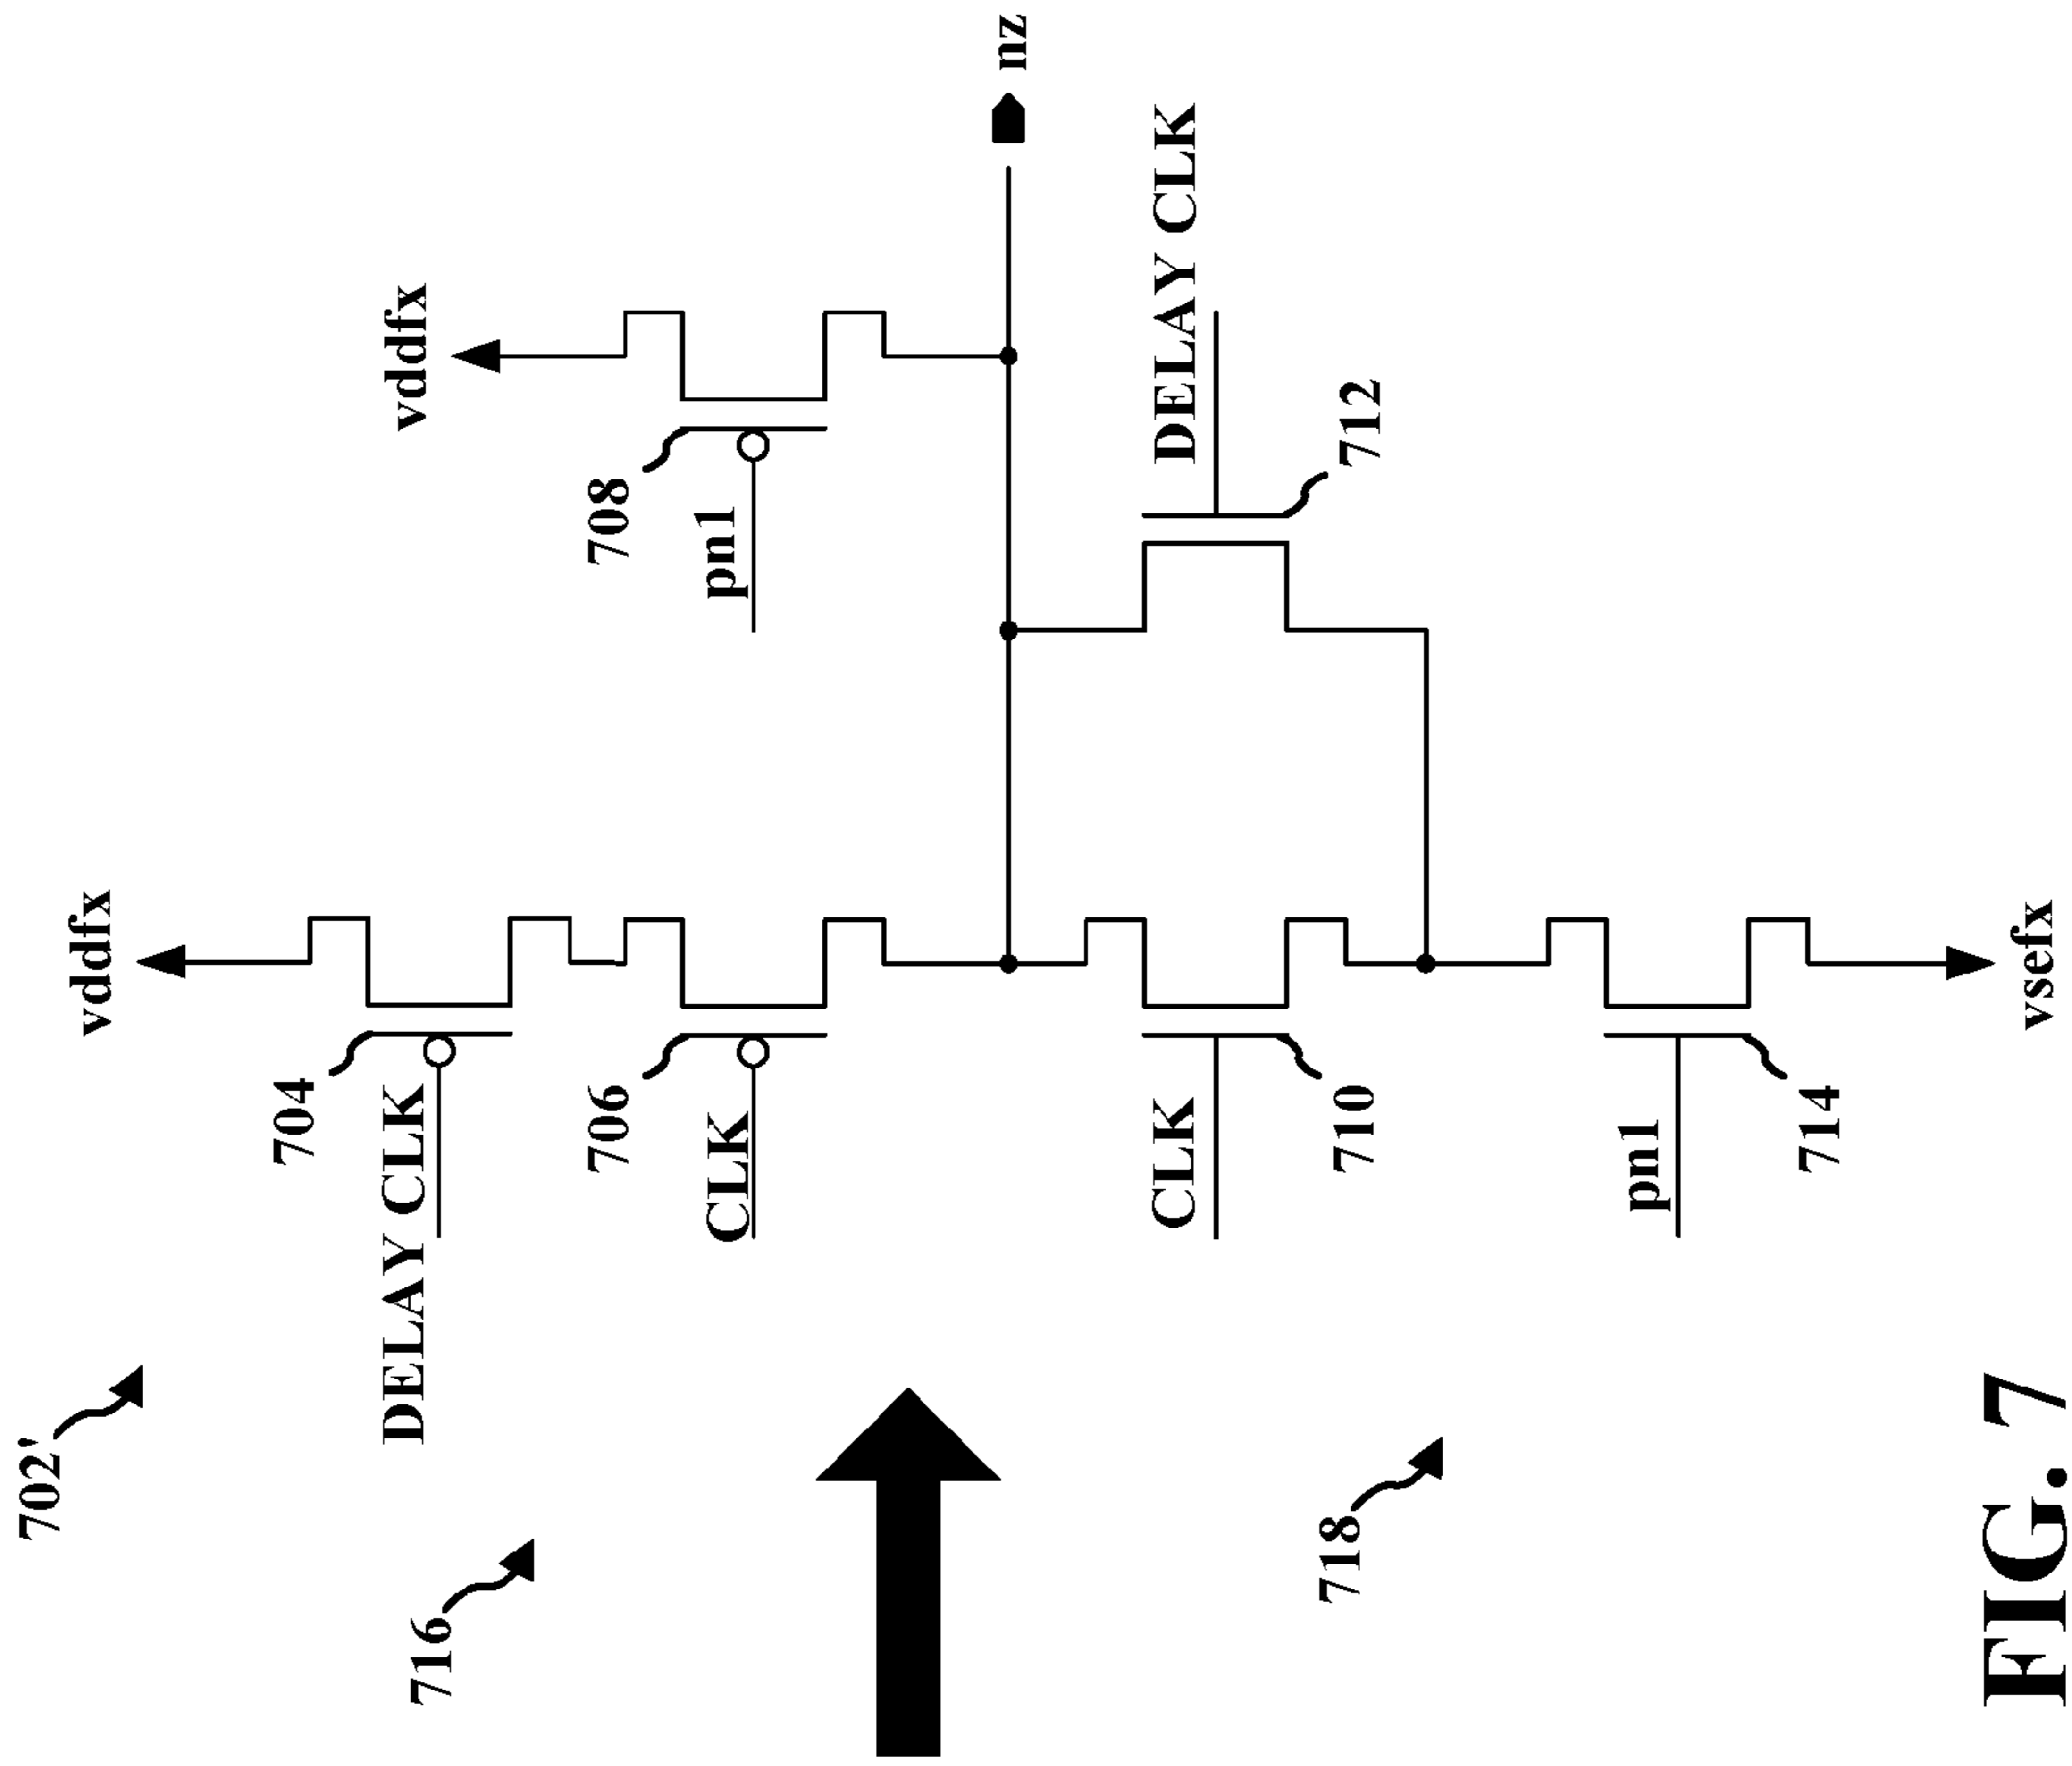 702'
716
vddfx
704
DELAY CLK
706
CLK
vddfx
708
pn1
nz
DELAY CLK
712
CLK
710
718
pn1
714
vsefx
FIG. 7